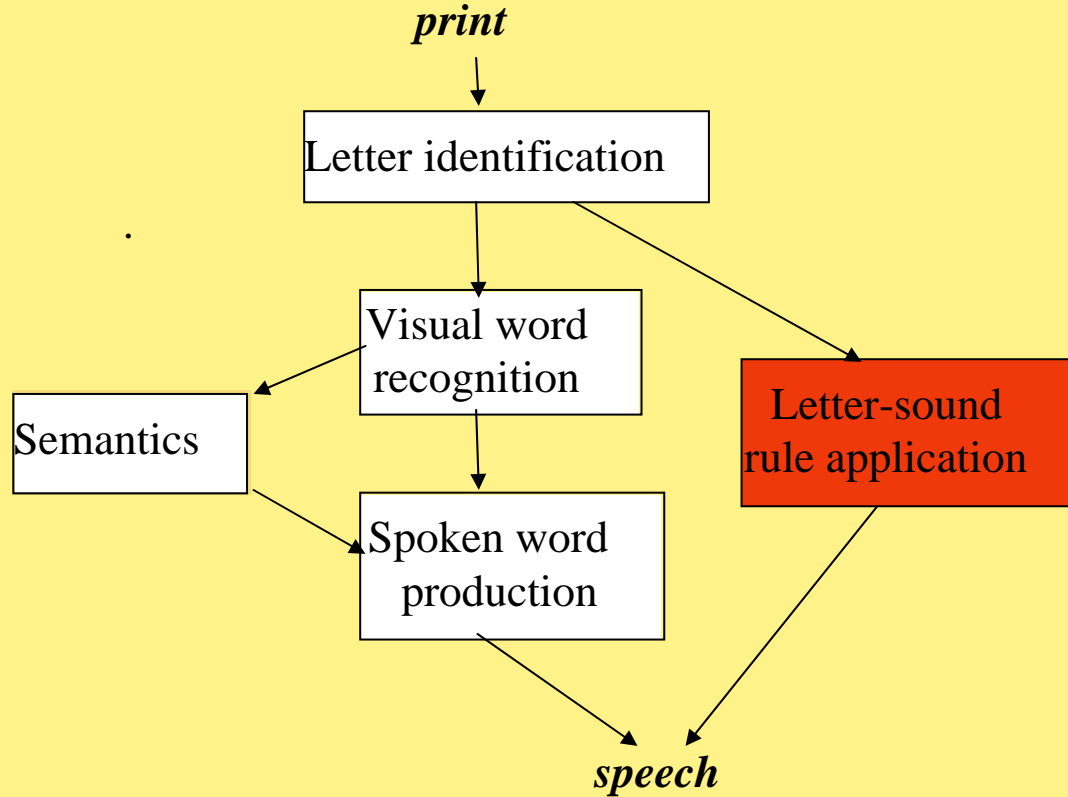 print
Letter identification
.
Visual word
recognition
Letter-sound
rule application
Semantics
Spoken word
production
speech